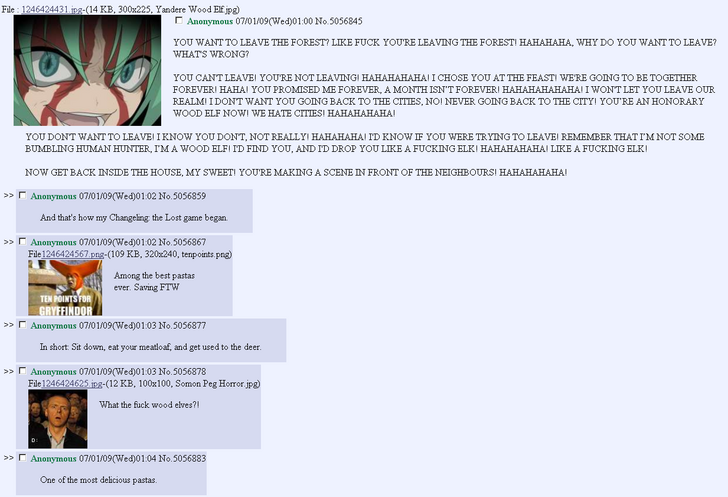 File : 1246424431.jpg-(14 KB, 300x225, Yandere Wood Elf.jpg)
Anonymous 07/01/09(Wed)01:00 No.5056845
YOU WANT TO LEAVE THE FOREST? LIKE FUCK YOU'RE LEAVING THE FOREST! HAHAHAHA, WHY DO YOU WANT TO LEAVE?
WHAT'S WRONG?
YOU CAN'T LEAVE! YOU'RE NOT LEAVING! HAHAHAHAHA! I CHOSE YOU AT THE FEAST! WE'RE GOING TO BE TOGETHER
FOREVER! HAHA! YOU PROMISED ME FOREVER, A MONTH ISN'T FOREVER! HAHAHAHAHAHA! I WON'T LET YOU LEAVE OUR
REALM! I DON'T WANT YOU GOING BACK TO THE CITIES, NO! NEVER GOING BACK TO THE CITY! YOU'RE AN HONORARY
WOOD ELF NOW! WE HATE CITIES! HAHAHAHAHA!
YOU DON'T WANT TO LEAVE! I KNOW YOU DON'T, NOT REALLY! HAHAHAHA! I'D KNOW IF YOU WERE TRYING TO LEAVE! REMEMBER THAT I'M NOT SOME
BUMBLING HUMAN HUNTER, I'M A WOOD ELF! I'D FIND YOU, AND I'D DROP YOU LIKE A FUCKING ELK! HAHAHAHAHA! LIKE A FUCKING ELK!
NOW GET BACK INSIDE THE HOUSE, MY SWEET! YOU'RE MAKING A SCENE IN FRONT OF THE NEIGHBOURS! HAHAHAHAHA!
>> Anonymous 07/01/09(Wed)01:02 No.5056859
And that's how my Changeling: the Lost game began.
>> Anonymous 07/01/09(Wed)01:02 No.5056867
File1246424567.png-(109 KB, 320x240, tenpoints.png)
TEN POINTS FOR
GRYFFINDOR
Among the best pastas
ever. Saving FTW
>> Anonymous 07/01/09(Wed)01:03 No.5056877
In short: Sit down, eat your meatloaf, and get used to the deer.
>> Anonymous 07/01/09(Wed)01:03 No.5056878
File1246424625.jpg-(12 KB, 100x100, Somon Peg Horror.jpg)
What the fuck wood elves?!
D:
>> Anonymous 07/01/09(Wed)01:04 No.5056883
One of the most delicious pastas.